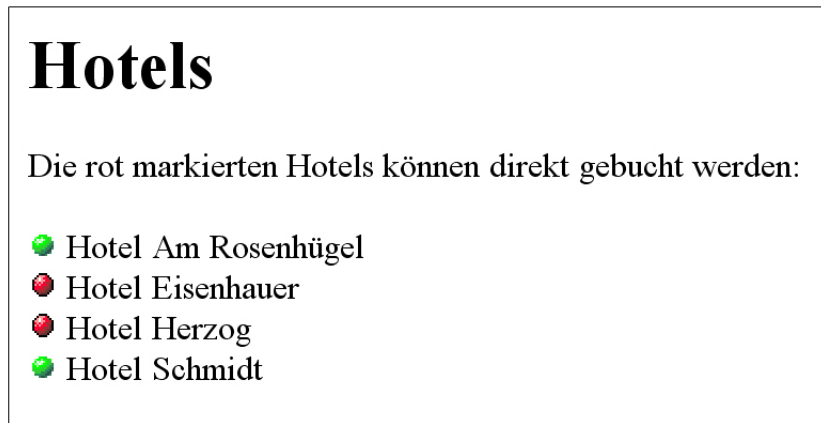 Hotels
Die rot markierten Hotels können direkt gebucht werden:
Hotel Am Rosenhügel
Hotel Eisenhauer
Hotel Herzog
Hotel Schmidt